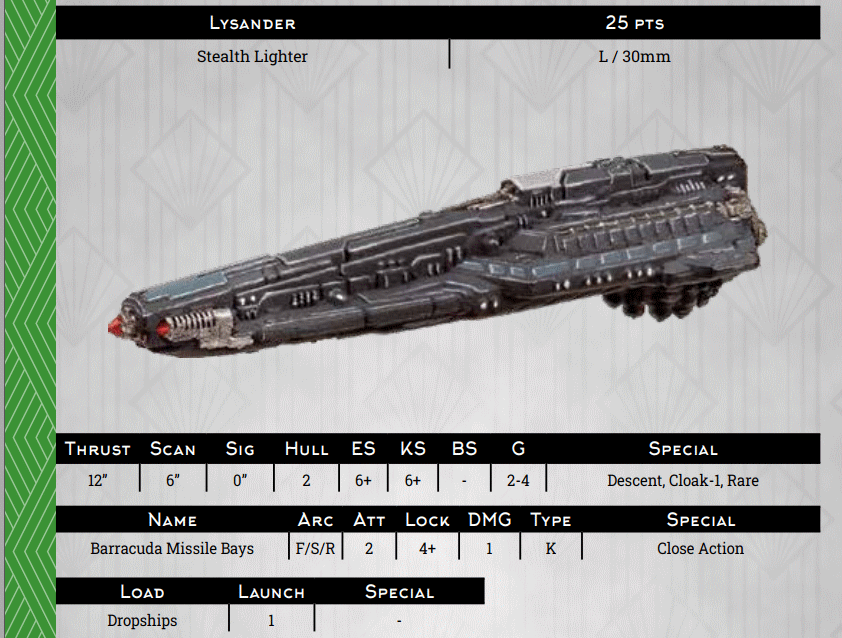 Lysander 25 pts
Stealth Lighter L / 30mm
Thrust Scan Sig Hull ES KS BS G Special
12” 6” 0” 2 6+ 6+ - 2-4 Descent, Cloak-1, Rare
Name Arc Att Lock DMG Type Special
Barracuda Missile Bays F/S/R 2 4+ 1 K Close Action
Load Launch Special
Dropships 1 -